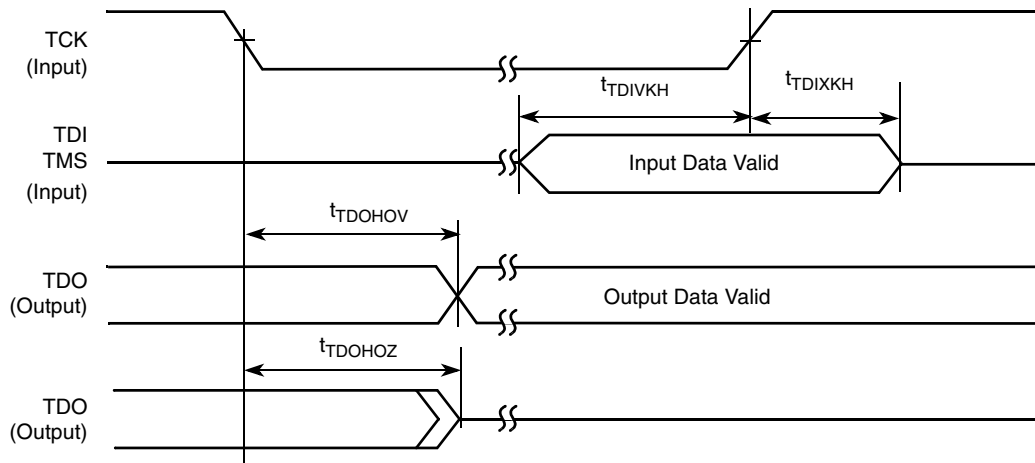 TCK
(Input)
tTDIVKH
tTDIXKH
TDI
TMS
(Input)
Input Data Valid
tTDOHOV
TDO
(Output)
Output Data Valid
tTDOHOZ
TDO
(Output)